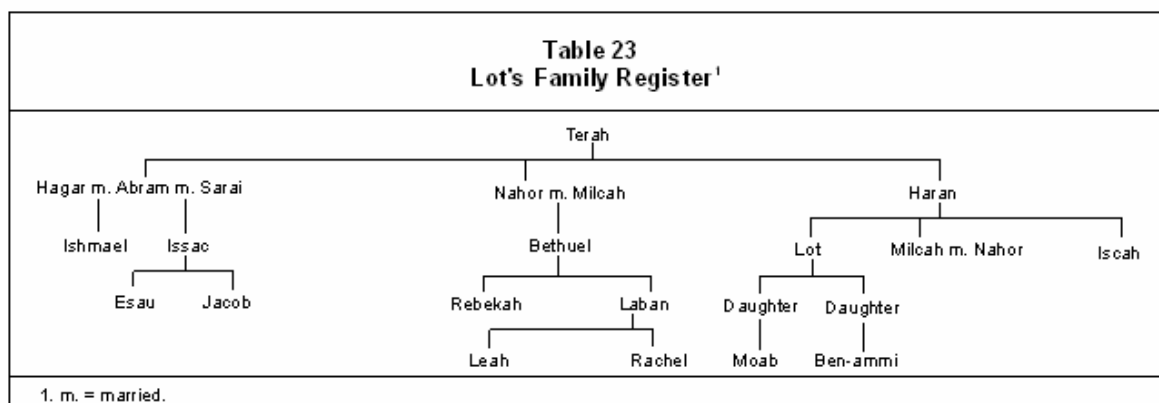 Table 23
Lot's Family Register¹
Terah
Hagar m. Abram m. Sarai Nahor m. Milcah Haran
Ishmael Issac Bethuel Lot Milcah m. Nahor Iscah
Esau Jacob Rebekah Laban Daughter Daughter
Leah Rachel Moab Ben-ammi
1. m. = married.